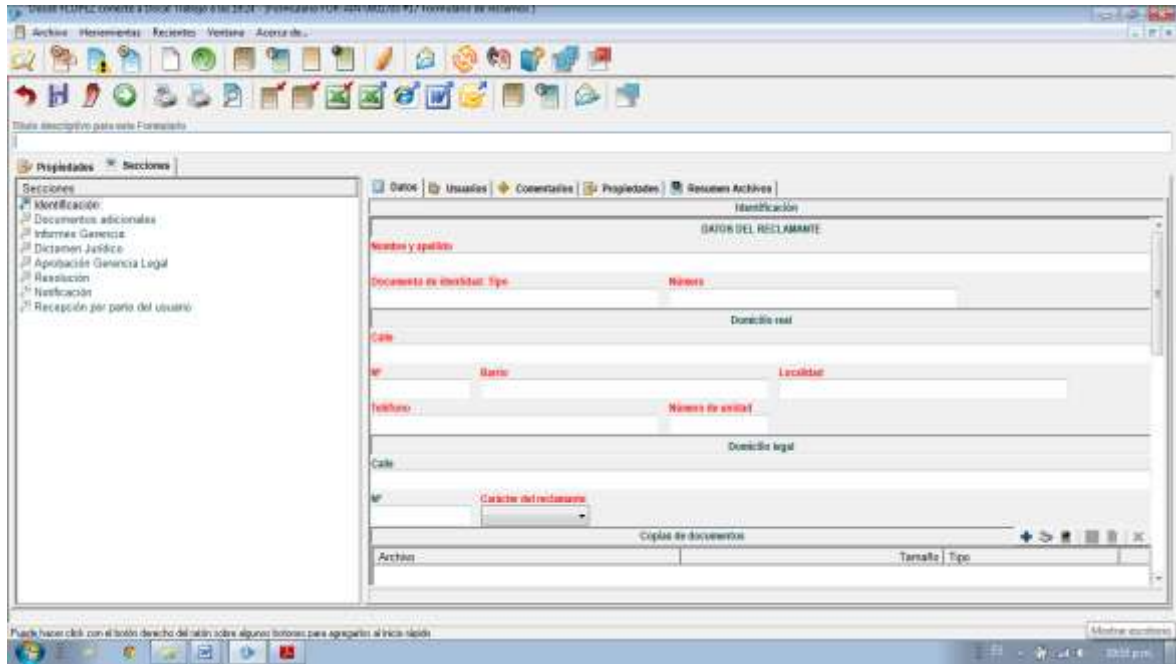 Archivo Herramientas Recientes Ventana Acerca de...
Título descriptivo para este Formulario
Propiedades Secciones
Secciones
Identificación
Documentos adicionales
Informes Gerencia
Dictamen Jurídico
Aprobación Gerencia Legal
Resolución
Notificación
Recepción por parte del usuario
Datos Usuarios Comentarios Propiedades Resumen Archivos
Identificación
DATOS DEL RECLAMANTE
Nombre y apellido
Documento de identidad: Tipo Número
Domicilio real
Calle
Nº Barrio Localidad
Teléfono Número de unidad
Domicilio legal
Calle
Nº Carácter del reclamante
Copias de documentos
Archivo Tamaño Tipo
Puede hacer click con el botón derecho del ratón sobre algunos botones para agregarlos al inicio rápido
Mostrar escritorio